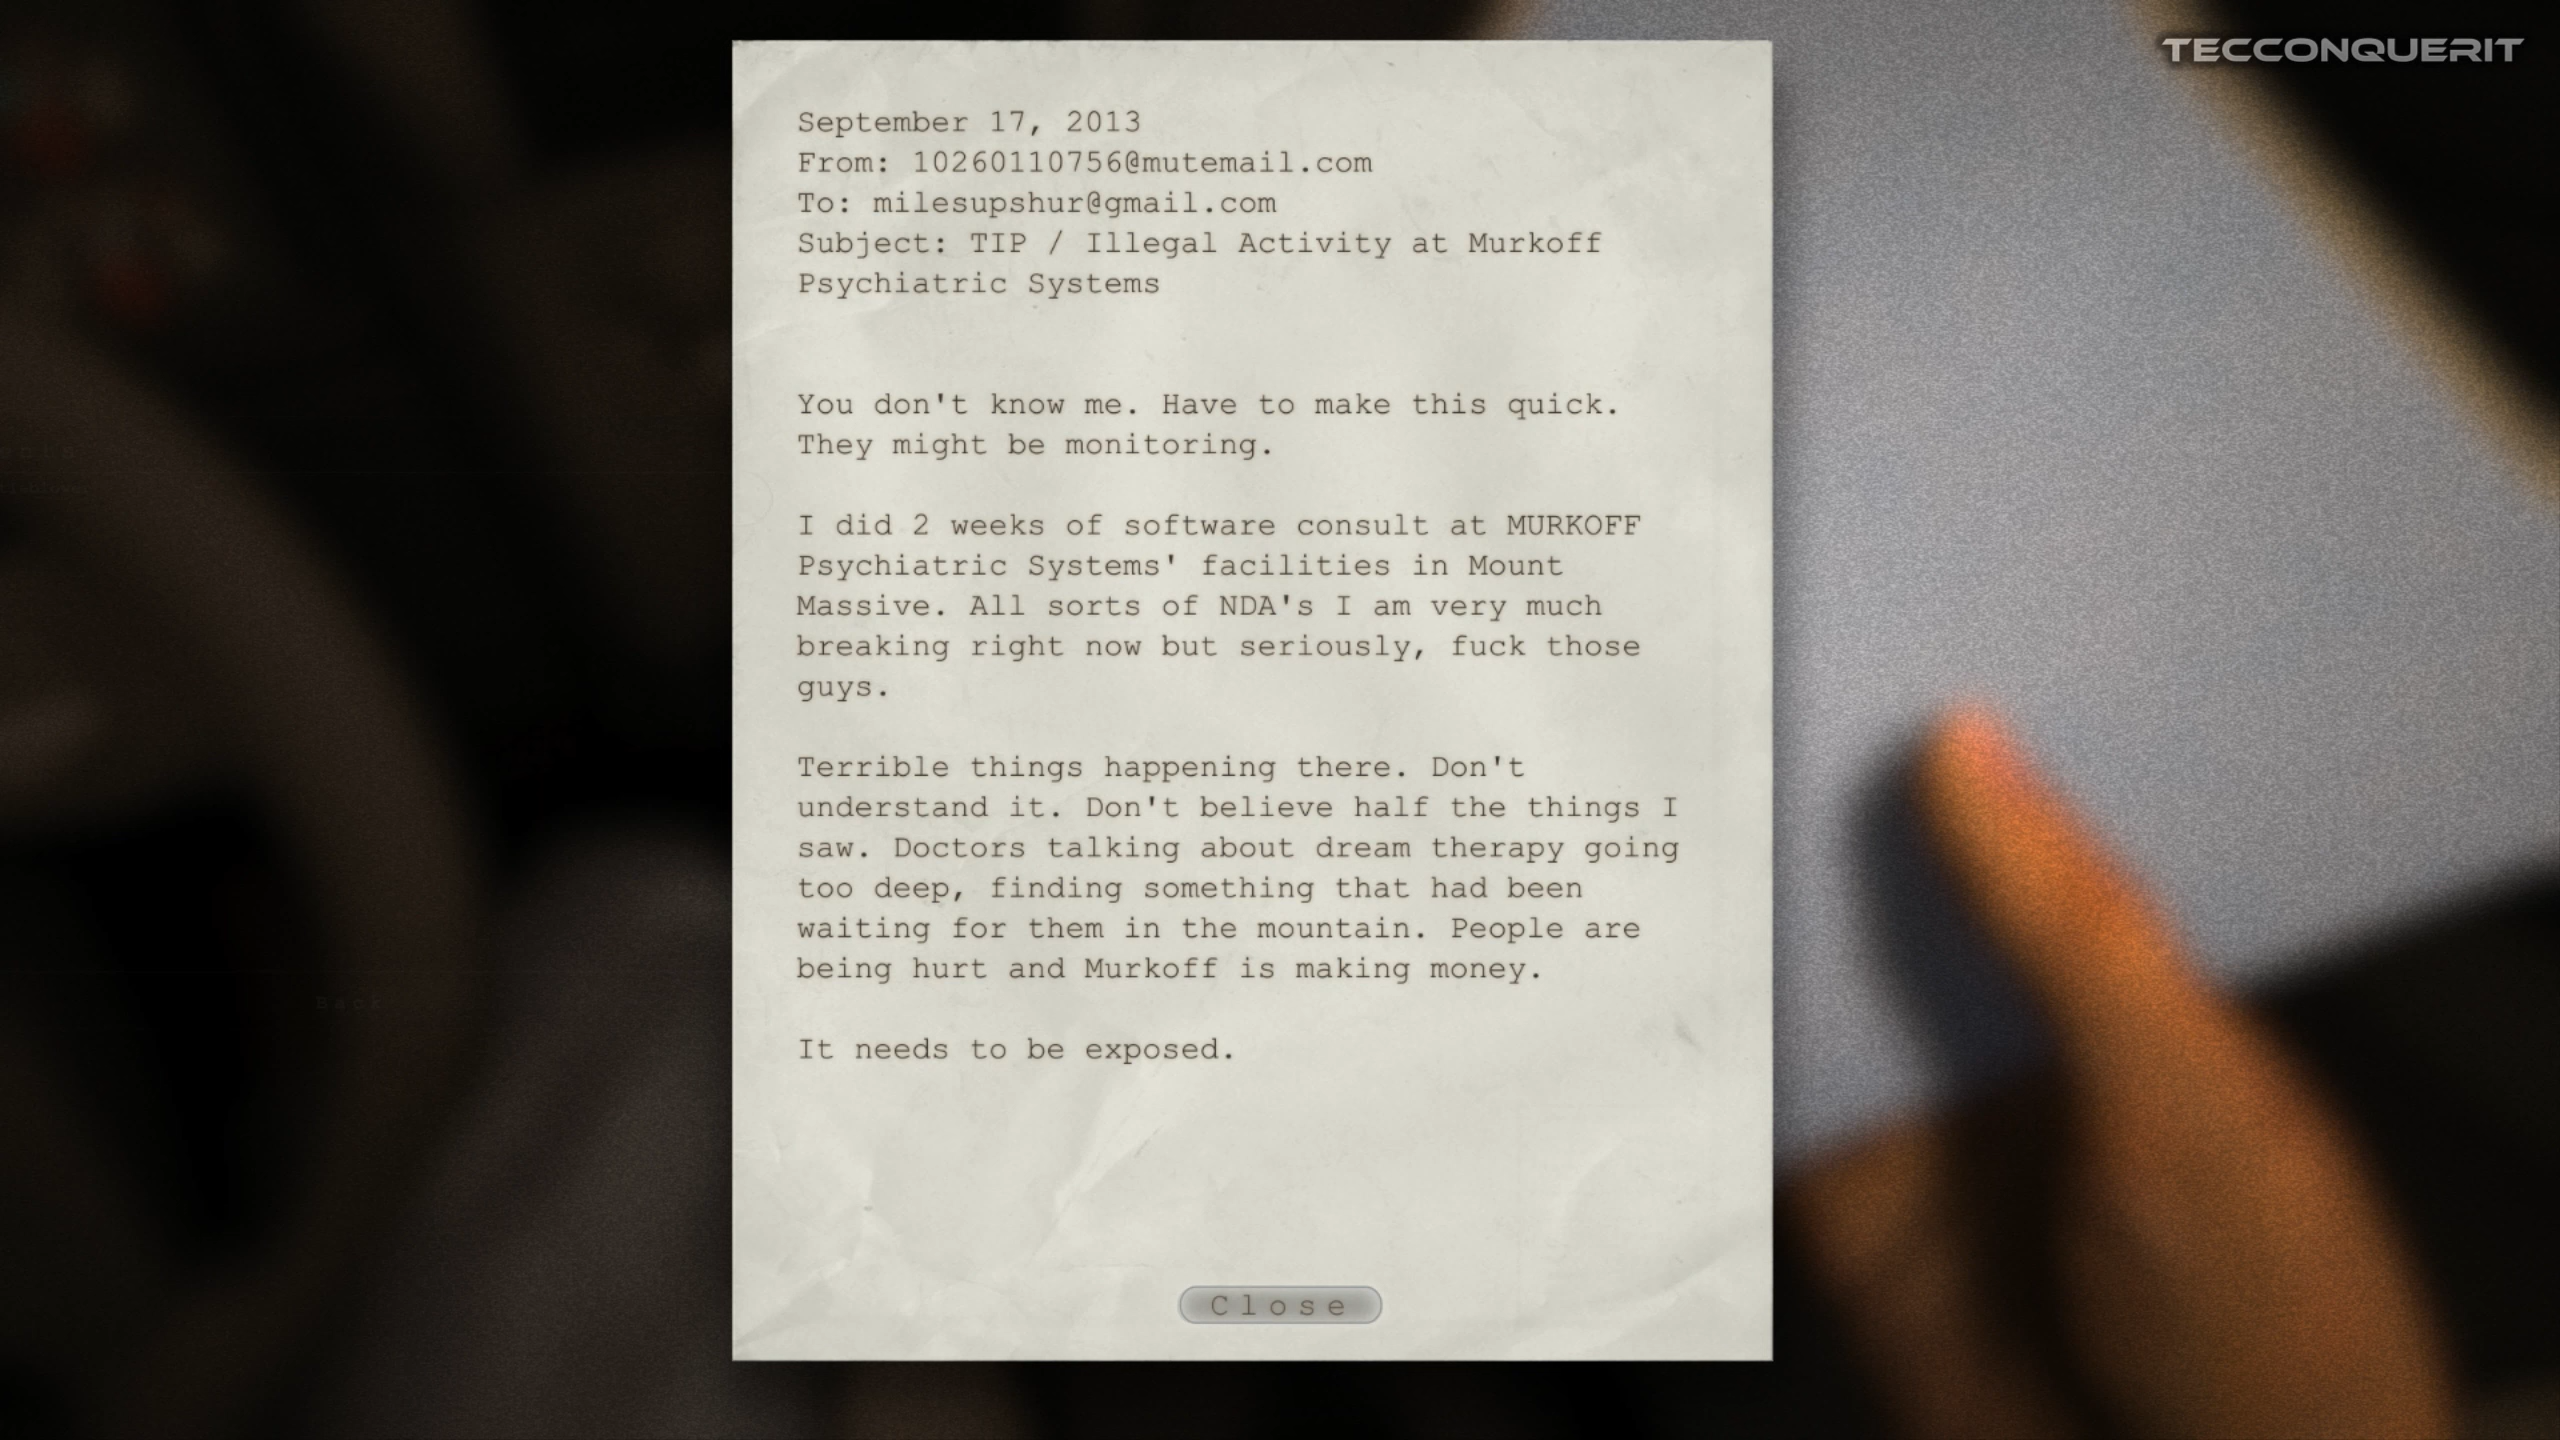 TECCONQUERIT
September 17, 2013
From: 10260110756@mutemail.com
To: milesupshur@gmail.com
Subject: TIP / Illegal Activity at Murkoff
Psychiatric Systems
You don't know me. Have to make this quick.
They might be monitoring.
I did 2 weeks of software consult at MURKOFF
Psychiatric Systems' facilities in Mount
Massive. All sorts of NDA's I am very much
breaking right now but seriously, fuck those
guys.
Terrible things happening there. Don't
understand it. Don't believe half the things I
saw. Doctors talking about dream therapy going
too deep, finding something that had been
waiting for them in the mountain. People are
being hurt and Murkoff is making money.
It needs to be exposed.
Back
Close